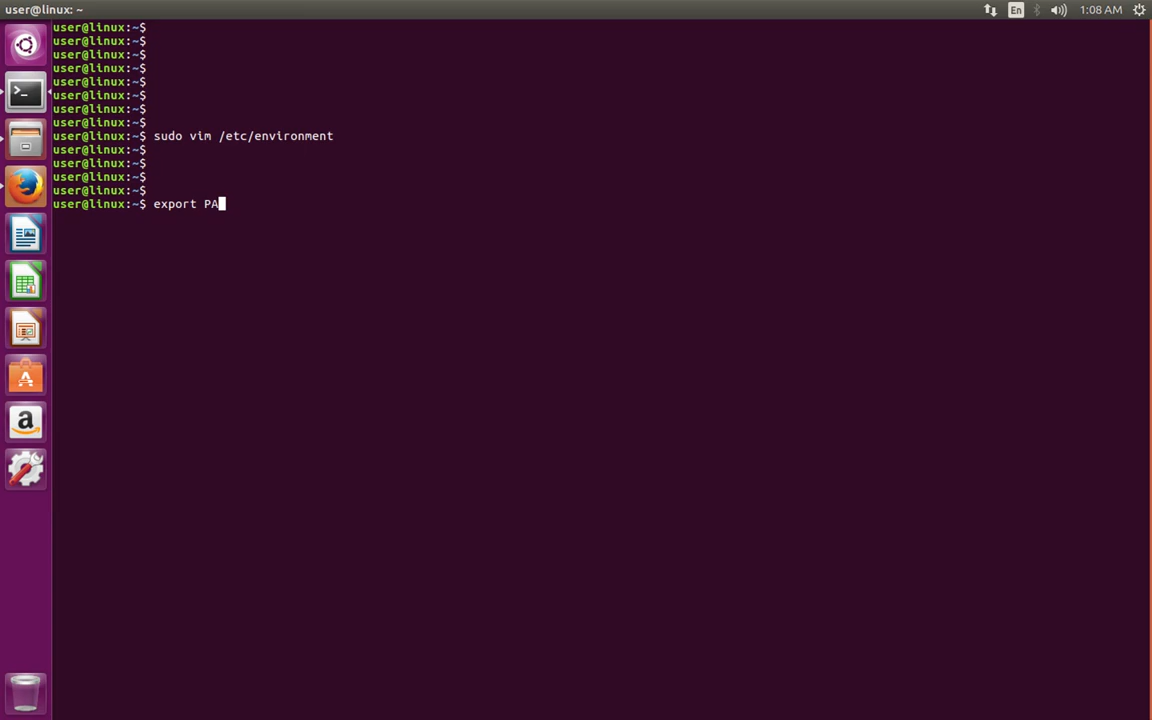 user@linux: ~
En
1:08 AM
user@linux:~$
user@linux:~$
user@linux:~$
user@linux:~$
user@linux:~$
user@linux:~$
user@linux:~$
user@linux:~$
user@linux:~$ sudo vim /etc/environment
user@linux:~$
user@linux:~$
user@linux:~$
user@linux:~$
user@linux:~$ export PA